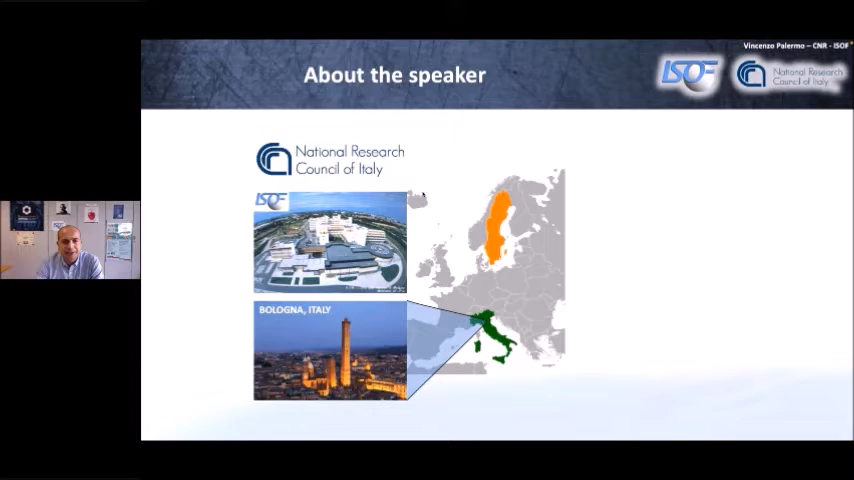 Vincenzo Palermo – CNR - ISOF
About the speaker
ISOF
National Research
Council of Italy
National Research
Council of Italy
ISOF
BOLOGNA, ITALY